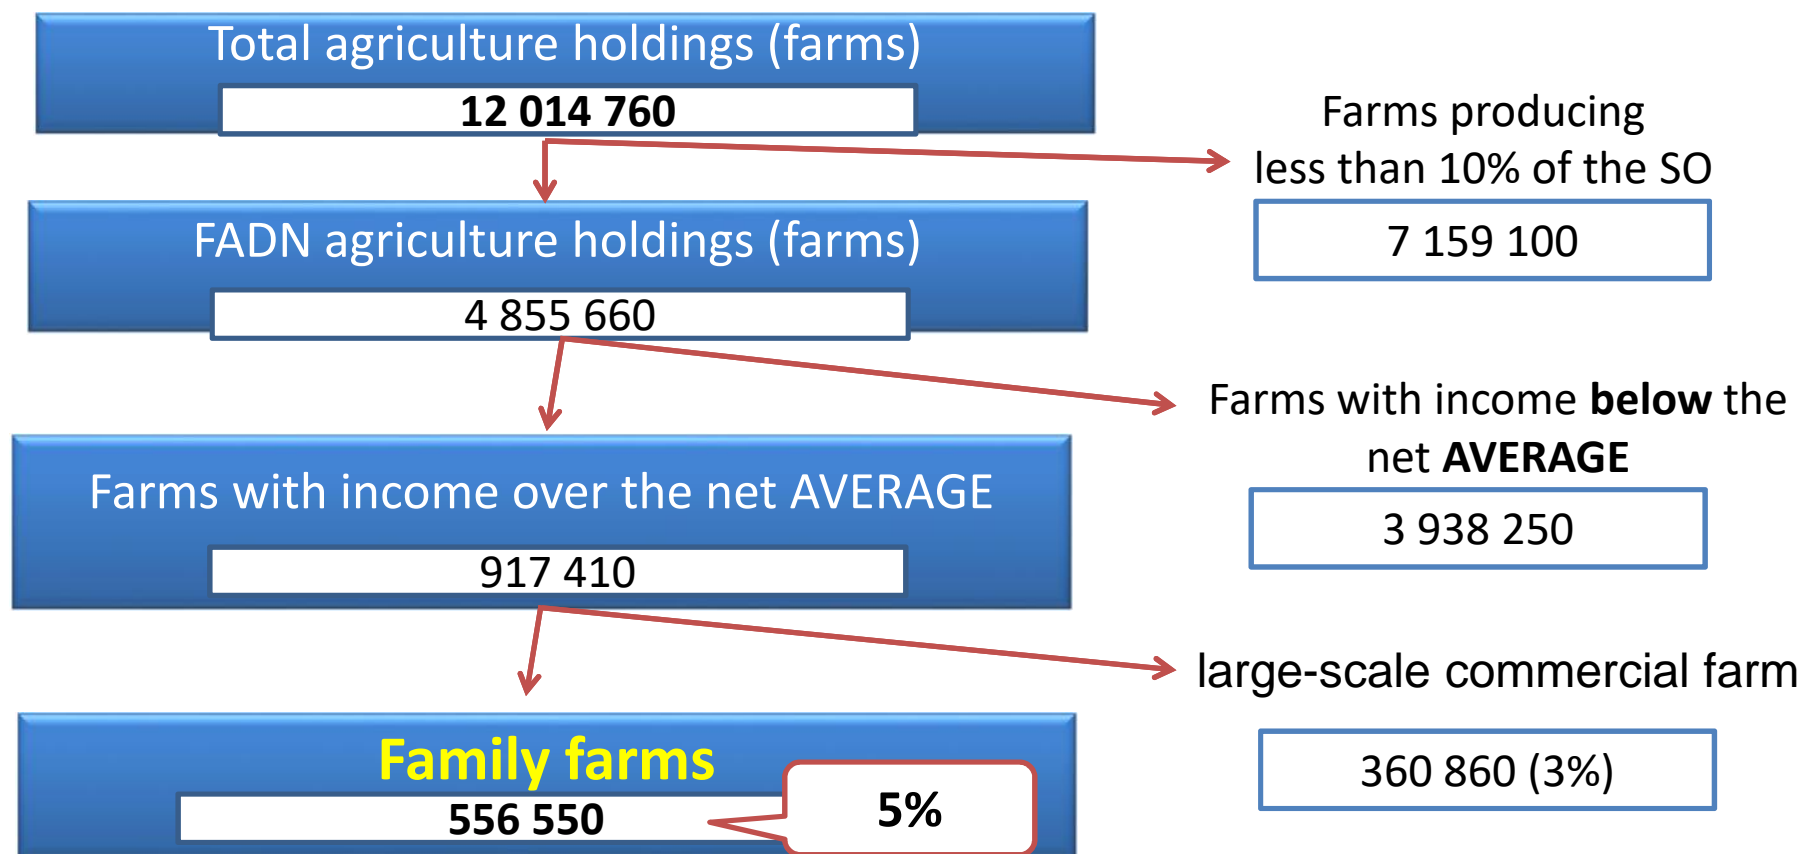 Total agriculture holdings (farms)
12 014 760
Farms producing
less than 10% of the SO
7 159 100
FADN agriculture holdings (farms)
4 855 660
Farms with income below the
net AVERAGE
3 938 250
Farms with income over the net AVERAGE
917 410
large-scale commercial farm
360 860 (3%)
Family farms
556 550
5%